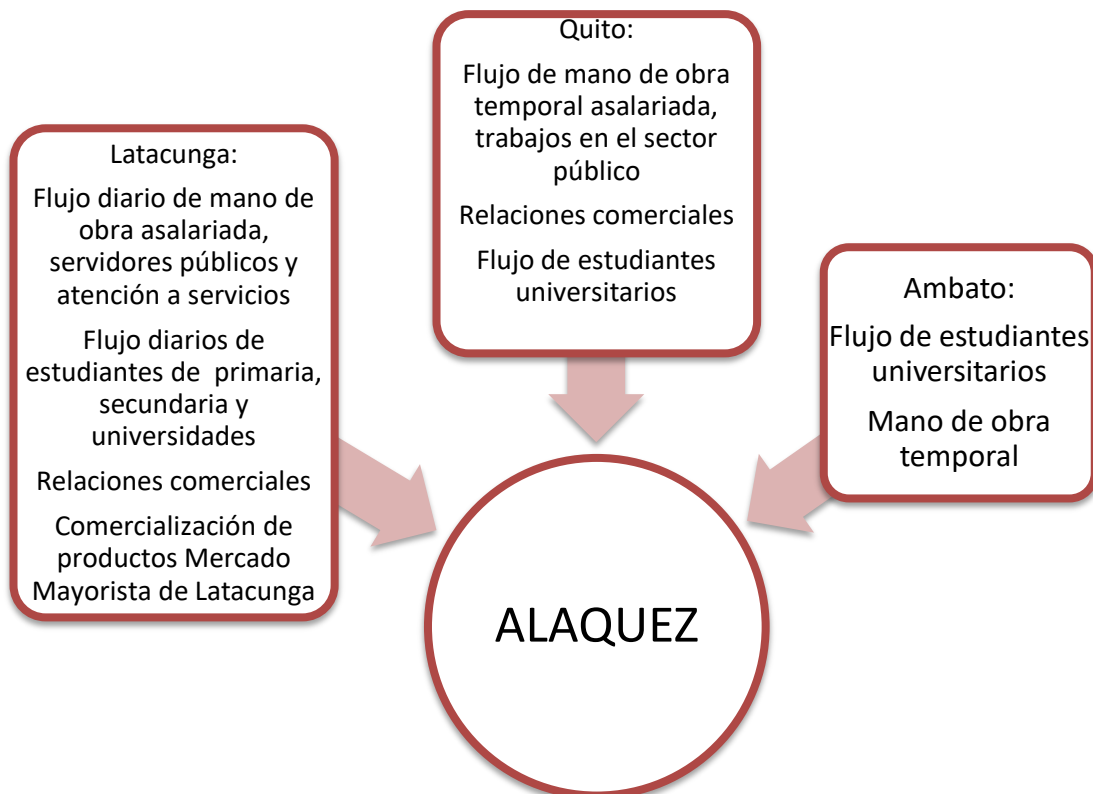 Latacunga:
Flujo diario de mano de
obra asalariada,
servidores públicos y
atención a servicios
Flujo diarios de
estudiantes de primaria,
secundaria y
universidades
Relaciones comerciales
Comercialización de
productos Mercado
Mayorista de Latacunga
Quito:
Flujo de mano de obra
temporal asalariada,
trabajos en el sector
público
Relaciones comerciales
Flujo de estudiantes
universitarios
Ambato:
Flujo de estudiantes
universitarios
Mano de obra
temporal
ALAQUEZ